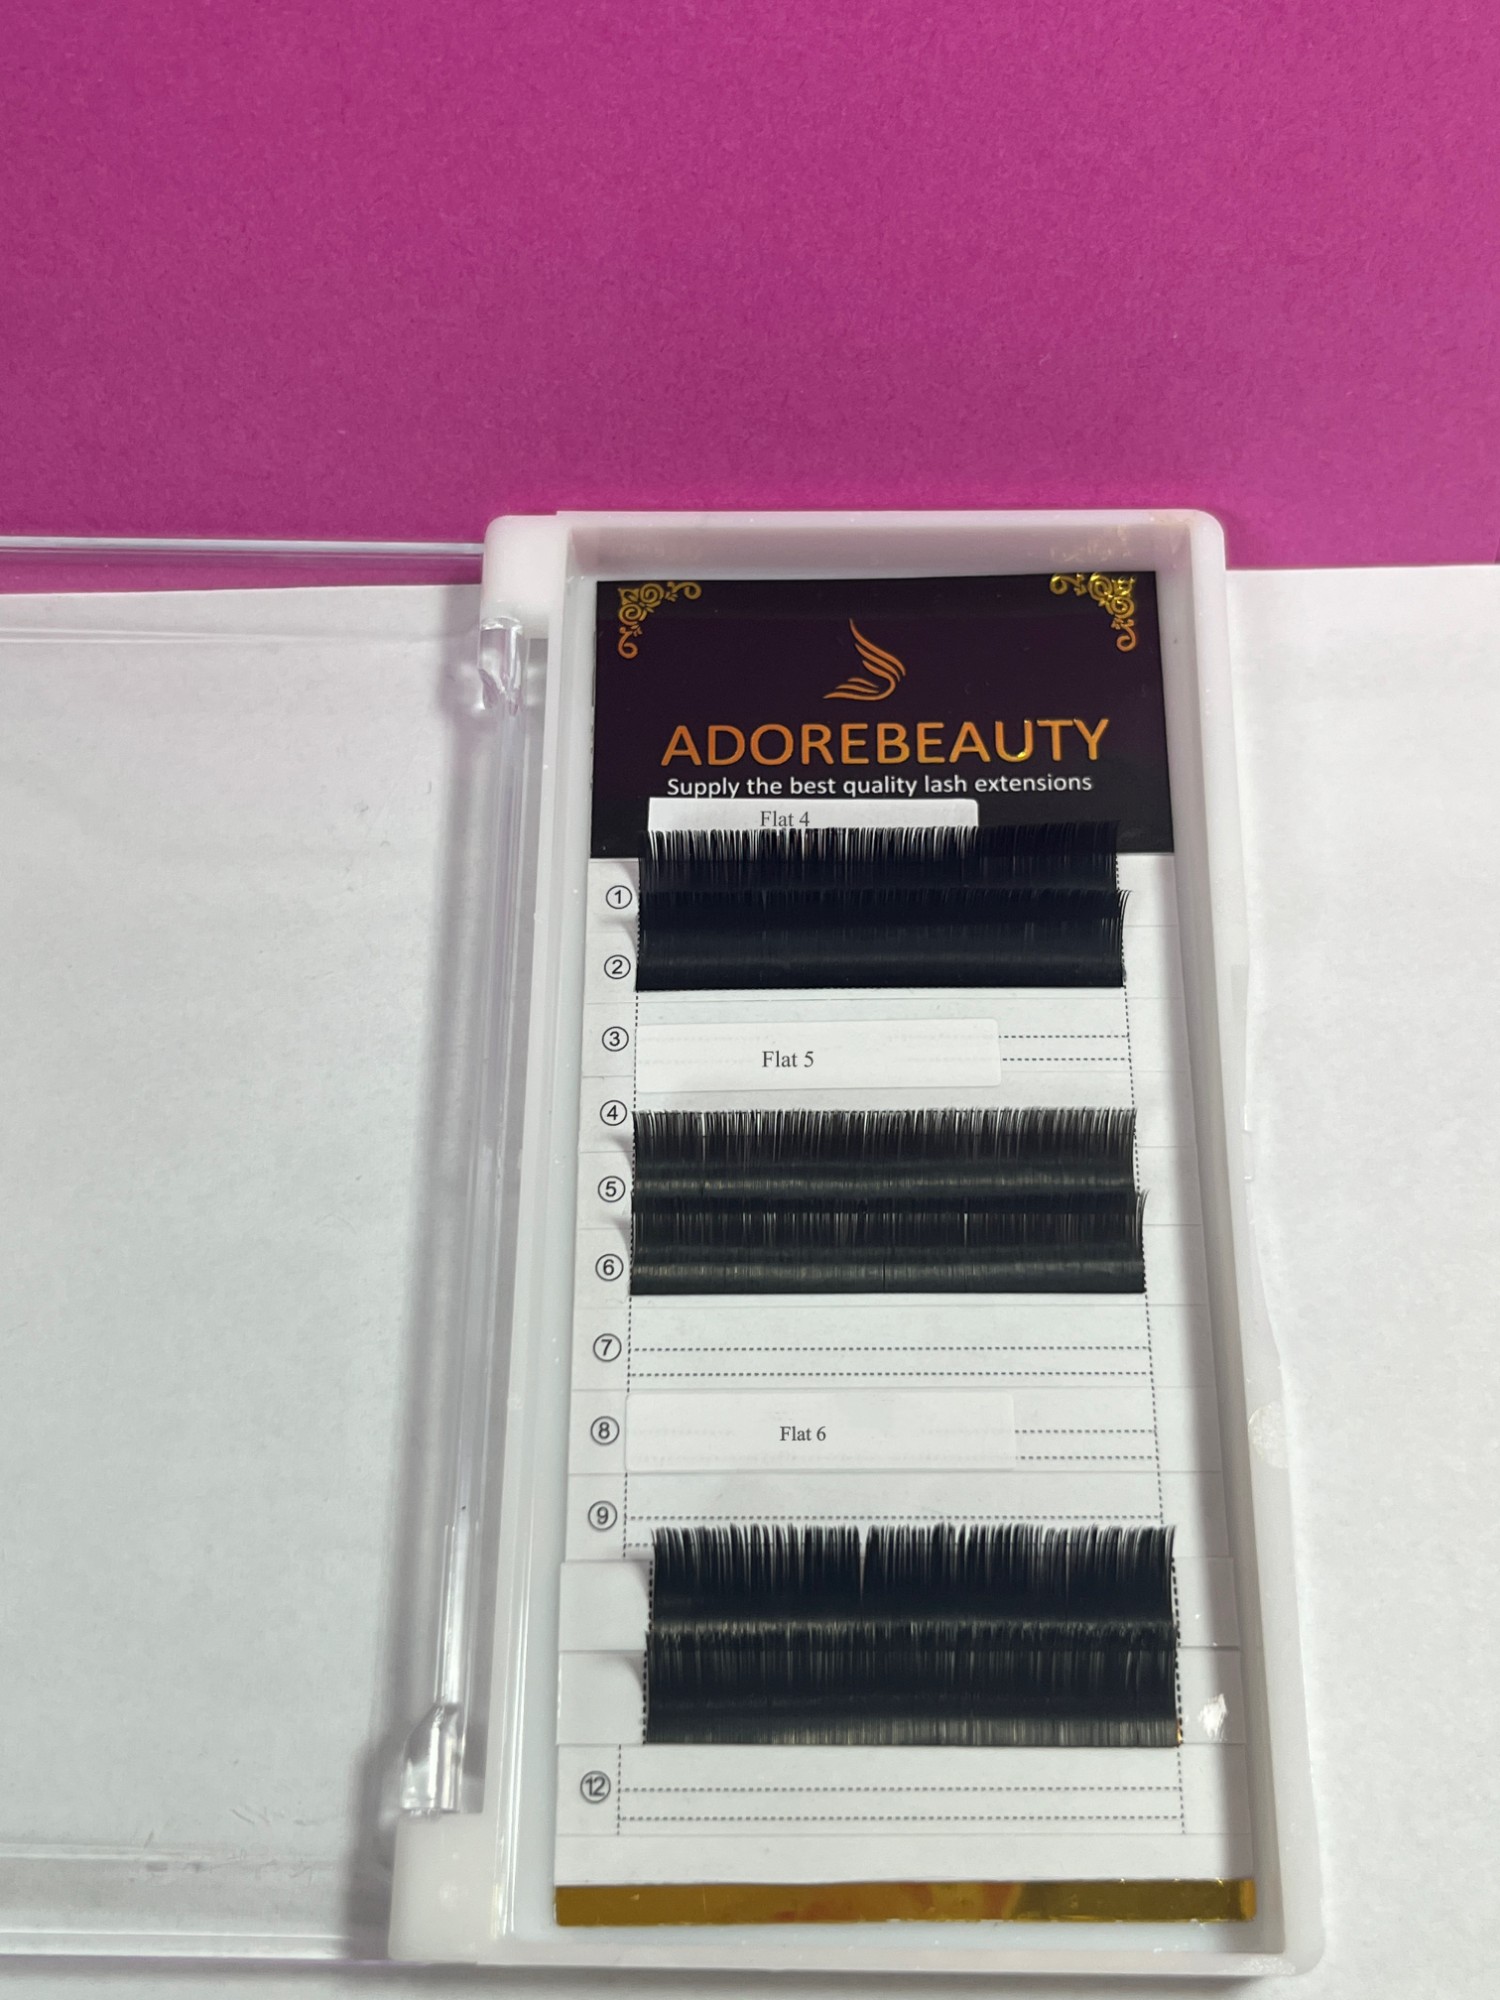 ADOREBEAUTY
Supply the best quality lash extensions
Flat 4
①
②
③
Flat 5
④
⑤
⑥
⑦
⑧
Flat 6
⑨
⑫